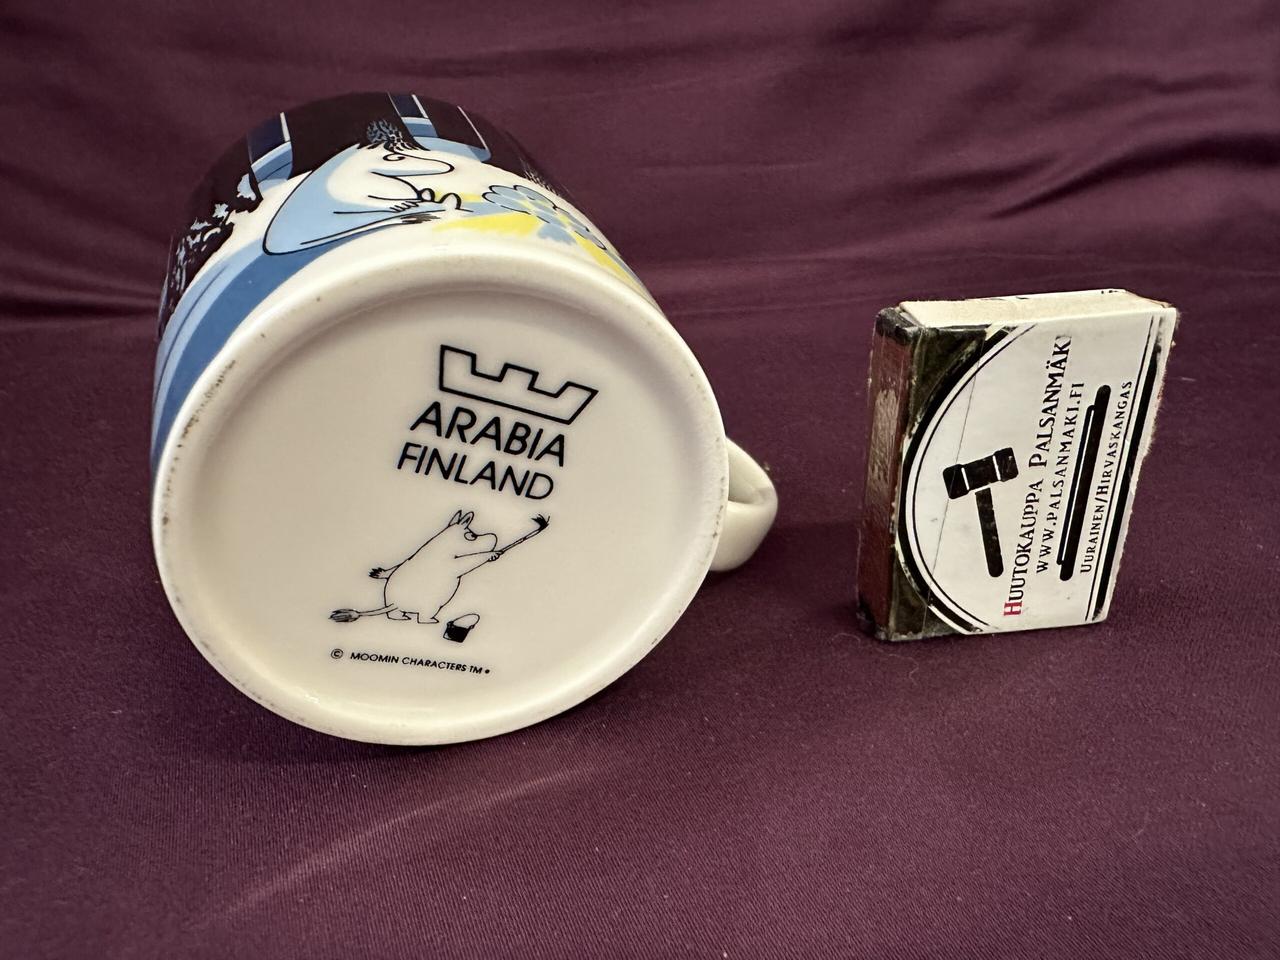 ARABIA
FINLAND
© MOOMIN CHARACTERS TM
HUUTOKAUPPA PALSANMÄKI
WWW.PALSANMAKI.FI
UURAINEN/HIRVASKANGAS